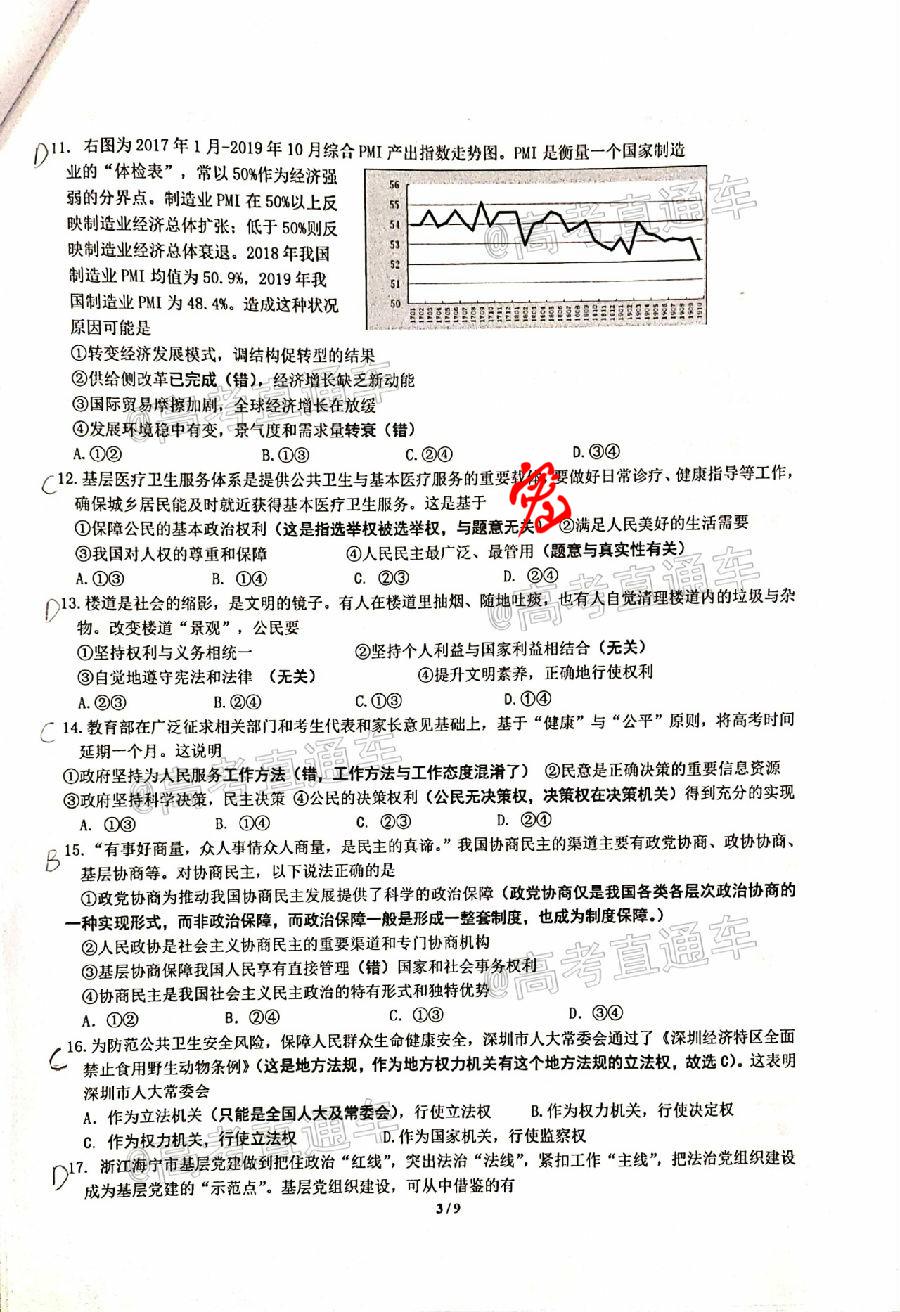 D 11. 右图为 2017 年 1 月-2019 年 10 月综合 PMI 产出指数走势图。PMI 是衡量一个国家制造
业的“体检表”，常以 50%作为经济强
弱的分界点。制造业 PMI 在 50%以上反
映制造业经济总体扩张；低于 50%则反
映制造业经济总体衰退。2018 年我国
制造业 PMI 均值为 50.9%，2019 年我
国制造业 PMI 为 48.4%。造成这种状况
原因可能是
56
55
54
53
52
51
50
①转变经济发展模式，调结构促转型的结果
②供给侧改革已完成（错），经济增长缺乏新动能
③国际贸易摩擦加剧，全球经济增长在放缓
④发展环境稳中有变，景气度和需求量转衰（错）
A.①② B.①③ C.②③ D.③④
C 12. 基层医疗卫生服务体系是提供公共卫生与基本医疗服务的重要载体，要做好日常诊疗、健康指导等工作，
确保城乡居民能及时就近获得基本医疗卫生服务。这是基于
①保障公民的基本政治权利（这是指选举权被选举权，与题意无关） ②满足人民美好的生活需要
③我国对人权的尊重和保障 ④人民民主最广泛、最管用（题意与真实性有关）
A. ①③ B. ①④ C. ②③ D. ②④
D 13. 楼道是社会的缩影，是文明的镜子。有人在楼道里抽烟、随地吐痰，也有人自觉清理楼道内的垃圾与杂
物。改变楼道“景观”，公民要
①坚持权利与义务相统一 ②坚持个人利益与国家利益相结合（无关）
③自觉地遵守宪法和法律 （无关） ④提升文明素养，正确地行使权利
A.②③ B.②④ C.①③ D.①④
C 14. 教育部在广泛征求相关部门和考生代表和家长意见基础上，基于“健康”与“公平”原则，将高考时间
延期一个月。这说明
①政府坚持为人民服务工作方法（错，工作方法与工作态度混淆了） ②民意是正确决策的重要信息资源
③政府坚持科学决策，民主决策 ④公民的决策权利（公民无决策权，决策权在决策机关）得到充分的实现
A. ①③ B. ①④ C. ②③ D. ②④
B 15. “有事好商量，众人事情众人商量，是民主的真谛。”我国协商民主的渠道主要有政党协商、政协协商、
基层协商等。对协商民主，以下说法正确的是
①政党协商为推动我国协商民主发展提供了科学的政治保障（政党协商仅是我国各类各层次政治协商的
一种实现形式，而非政治保障，而政治保障一般是形成一整套制度，也成为制度保障。）
②人民政协是社会主义协商民主的重要渠道和专门协商机构
③基层协商保障我国人民享有直接管理（错）国家和社会事务权利
④协商民主是我国社会主义民主政治的特有形式和独特优势
A. ①② B. ②④ C. ①③ D. ③④
C 16. 为防范公共卫生安全风险，保障人民群众生命健康安全，深圳市人大常委会通过了《深圳经济特区全面
禁止食用野生动物条例》（这是地方法规，作为地方权力机关有这个地方法规的立法权，故选 C）。这表明
深圳市人大常委会
A. 作为立法机关（只能是全国人大及常委会），行使立法权 B.作为权力机关，行使决定权
C. 作为权力机关，行使立法权 D.作为国家机关，行使监察权
D 17. 浙江海宁市基层党建做到把住政治“红线”，突出法治“法线”，紧扣工作“主线”，把法治党组织建设
成为基层党建的“示范点”。基层党组织建设，可从中借鉴的有
3/9
@高考直通车
@高考直通车
@高考直通车
@高考直通车
@高考直通车
@高考直通车